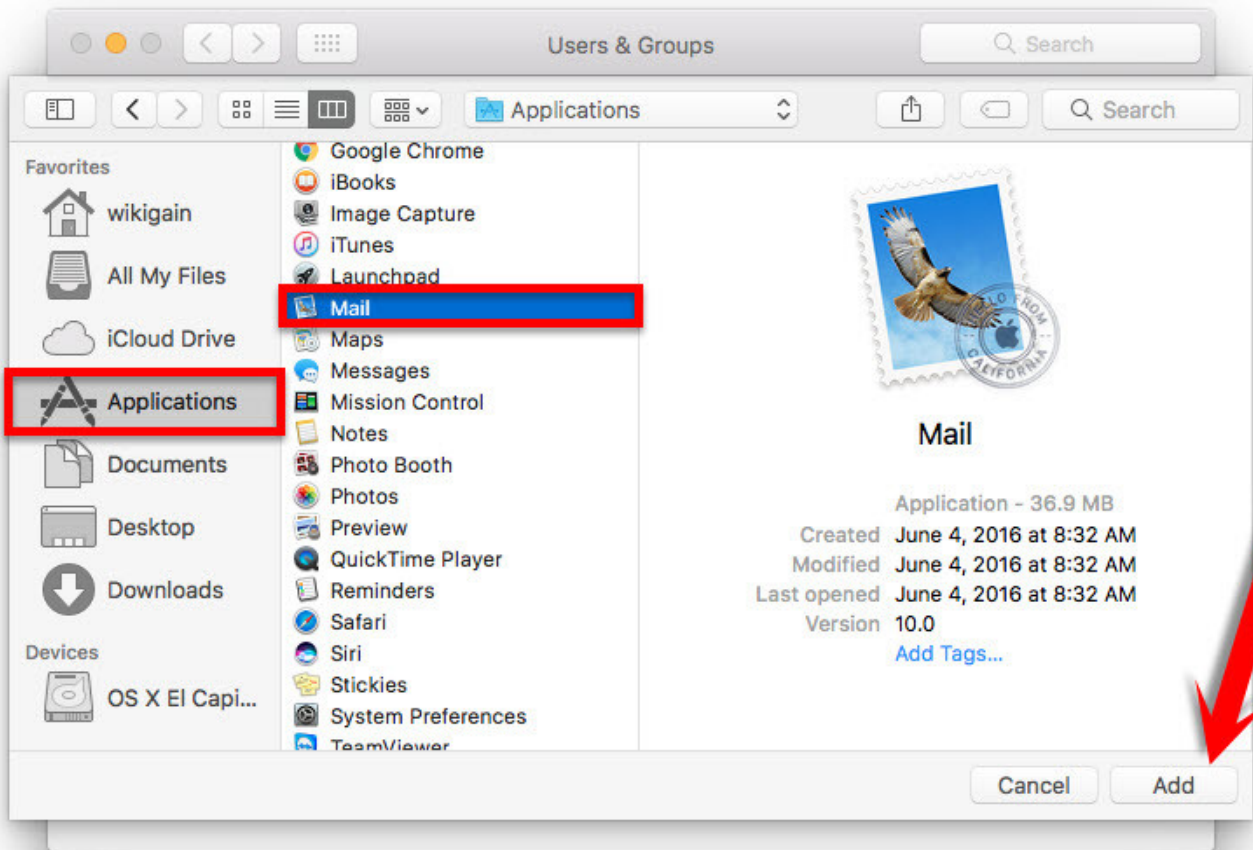 Users & Groups
Search
Applications
Search
Favorites
wikigain
All My Files
iCloud Drive
Applications
Documents
Desktop
Downloads
Devices
OS X El Capi...
Google Chrome
iBooks
Image Capture
iTunes
Launchpad
Mail
Maps
Messages
Mission Control
Notes
Photo Booth
Photos
Preview
QuickTime Player
Reminders
Safari
Siri
Stickies
System Preferences
TeamViewer
HELLO FROM
CALIFORNIA
Mail
Application - 36.9 MB
Created June 4, 2016 at 8:32 AM
Modified June 4, 2016 at 8:32 AM
Last opened June 4, 2016 at 8:32 AM
Version 10.0
Add Tags...
Cancel
Add